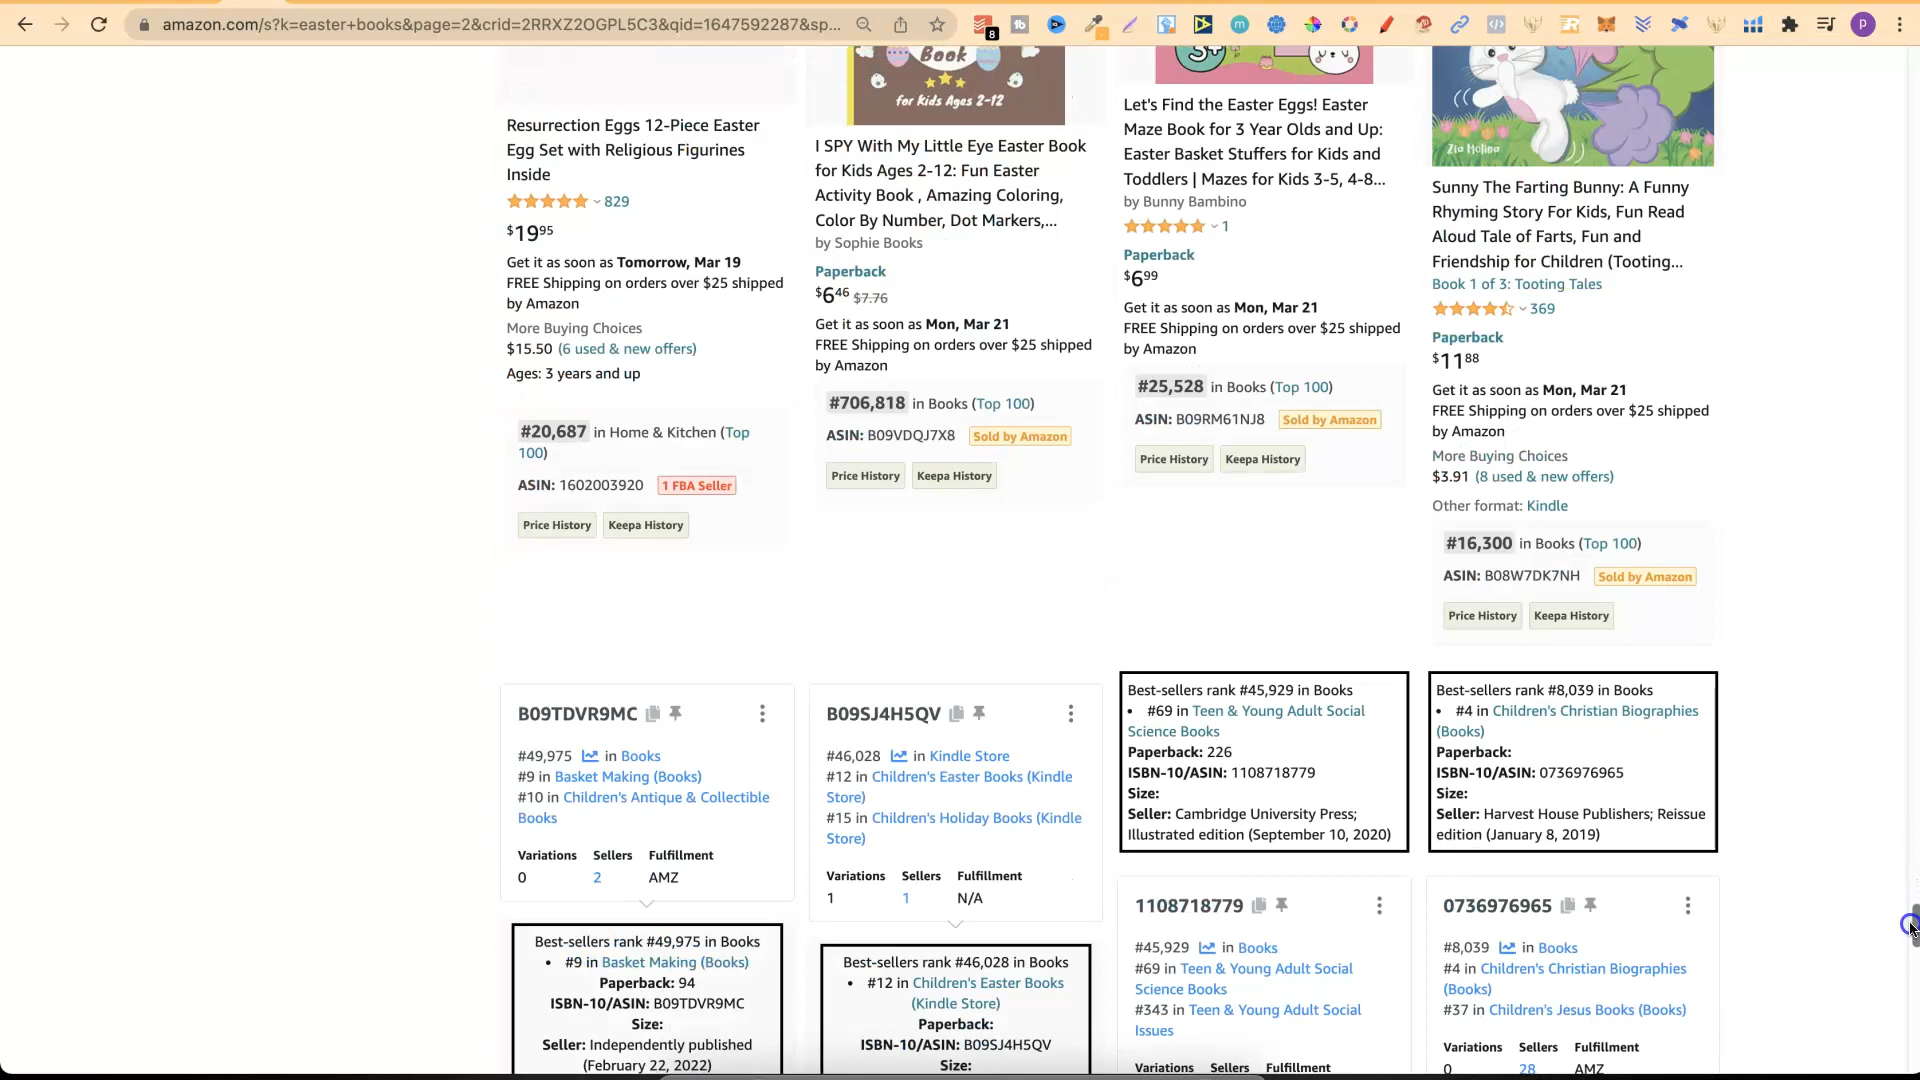 amazon.com/s?k=easter+books&page=2&crid=2RRXZ2OGPL5C3&qid=1647592287&sp...
8
Resurrection Eggs 12-Piece Easter
Egg Set with Religious Figurines
Inside
829
$19 95
Get it as soon as Tomorrow, Mar 19
FREE Shipping on orders over $25 shipped
by Amazon
More Buying Choices
$15.50 (6 used & new offers)
Ages: 3 years and up
#20,687 in Home & Kitchen (Top
100)
ASIN: 1602003920 1 FBA Seller
Price History Keepa History
Book
for Kids Ages 2-12
I SPY With My Little Eye Easter Book
for Kids Ages 2-12: Fun Easter
Activity Book , Amazing Coloring,
Color By Number, Dot Markers,...
by Sophie Books
Paperback
$6 46 $7.76
Get it as soon as Mon, Mar 21
FREE Shipping on orders over $25 shipped
by Amazon
#706,818 in Books (Top 100)
ASIN: B09VDQJ7X8 Sold by Amazon
Price History Keepa History
3+
Let's Find the Easter Eggs! Easter
Maze Book for 3 Year Olds and Up:
Easter Basket Stuffers for Kids and
Toddlers | Mazes for Kids 3-5, 4-8...
by Bunny Bambino
1
Paperback
$6 99
Get it as soon as Mon, Mar 21
FREE Shipping on orders over $25 shipped
by Amazon
#25,528 in Books (Top 100)
ASIN: B09RM61NJ8 Sold by Amazon
Price History Keepa History
Zia Molina
Sunny The Farting Bunny: A Funny
Rhyming Story For Kids, Fun Read
Aloud Tale of Farts, Fun and
Friendship for Children (Tooting...
Book 1 of 3: Tooting Tales
369
Paperback
$11 88
Get it as soon as Mon, Mar 21
FREE Shipping on orders over $25 shipped
by Amazon
More Buying Choices
$3.91 (8 used & new offers)
Other format: Kindle
#16,300 in Books (Top 100)
ASIN: B08W7DK7NH Sold by Amazon
Price History Keepa History
B09TDVR9MC
#49,975 in Books
#9 in Basket Making (Books)
#10 in Children's Antique & Collectible
Books
Variations Sellers Fulfillment
0 2 AMZ
Best-sellers rank #49,975 in Books
• #9 in Basket Making (Books)
Paperback: 94
ISBN-10/ASIN: B09TDVR9MC
Size:
Seller: Independently published
(February 22, 2022)
B09SJ4H5QV
#46,028 in Kindle Store
#12 in Children's Easter Books (Kindle
Store)
#15 in Children's Holiday Books (Kindle
Store)
Variations Sellers Fulfillment
1 1 N/A
Best-sellers rank #46,028 in Books
• #12 in Children's Easter Books
(Kindle Store)
Paperback:
ISBN-10/ASIN: B09SJ4H5QV
Size:
Best-sellers rank #45,929 in Books
• #69 in Teen & Young Adult Social
Science Books
Paperback: 226
ISBN-10/ASIN: 1108718779
Size:
Seller: Cambridge University Press;
Illustrated edition (September 10, 2020)
1108718779
#45,929 in Books
#69 in Teen & Young Adult Social
Science Books
#343 in Teen & Young Adult Social
Issues
Variations Sellers Fulfillment
Best-sellers rank #8,039 in Books
• #4 in Children's Christian Biographies
(Books)
Paperback:
ISBN-10/ASIN: 0736976965
Size:
Seller: Harvest House Publishers; Reissue
edition (January 8, 2019)
0736976965
#8,039 in Books
#4 in Children's Christian Biographies
(Books)
#37 in Children's Jesus Books (Books)
Variations Sellers Fulfillment
0 28 AMZ